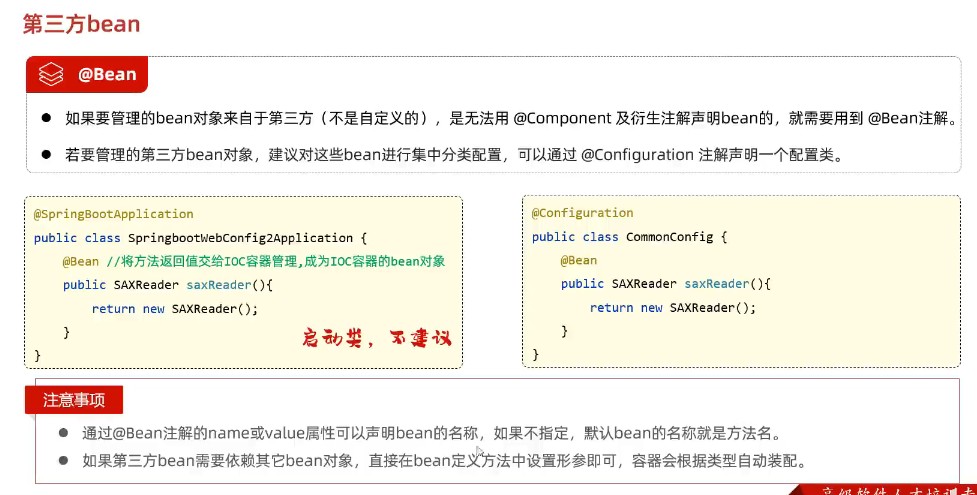 第三方bean
@Bean
● 如果要管理的bean对象来自于第三方（不是自定义的），是无法用 @Component 及衍生注解声明bean的，就需要用到 @Bean注解。
● 若要管理的第三方bean对象，建议对这些bean进行集中分类配置，可以通过 @Configuration 注解声明一个配置类。
@SpringBootApplication
public class SpringbootWebConfig2Application {
@Bean //将方法返回值交给IOC容器管理,成为IOC容器的bean对象
public SAXReader saxReader(){
return new SAXReader();
}
}
启动类，不建议
@Configuration
public class CommonConfig {
@Bean
public SAXReader saxReader(){
return new SAXReader();
}
}
注意事项
● 通过@Bean注解的name或value属性可以声明bean的名称，如果不指定，默认bean的名称就是方法名。
● 如果第三方bean需要依赖其它bean对象，直接在bean定义方法中设置形参即可，容器会根据类型自动装配。
高级软件人才培训专